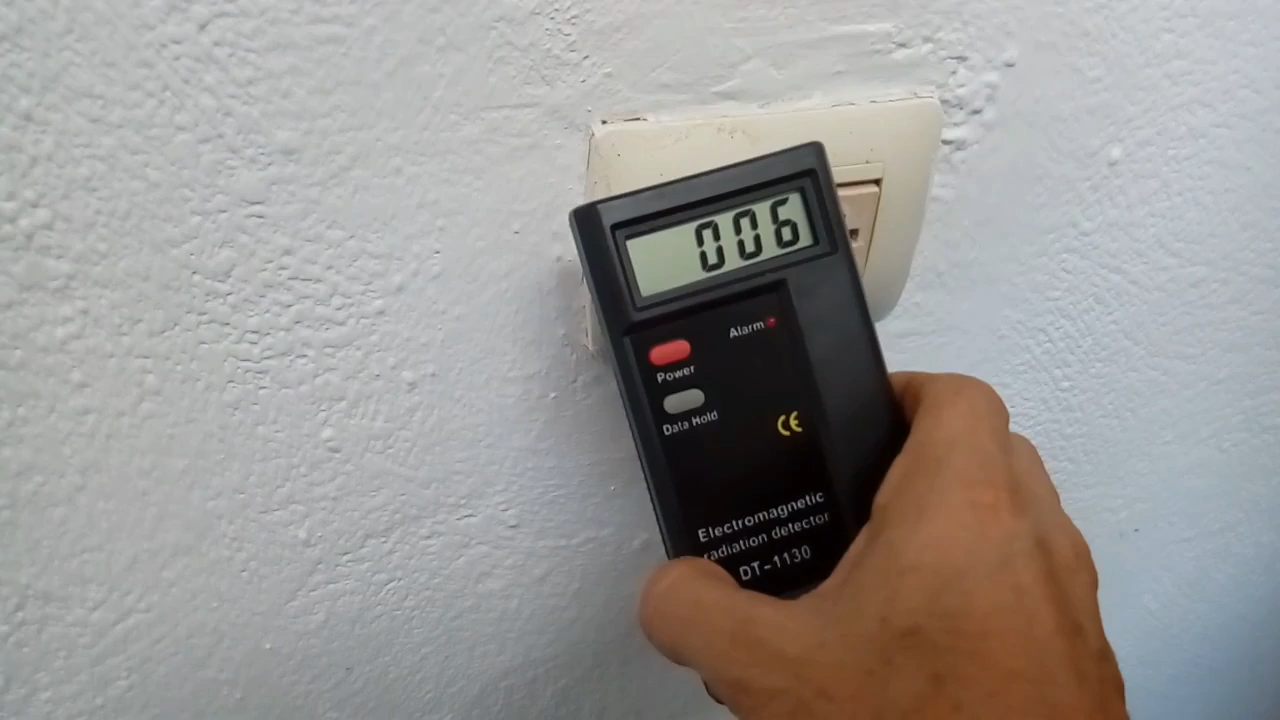 006
Alarm
Power
Data Hold
CE
Electromagnetic
radiation detector
DT-1130